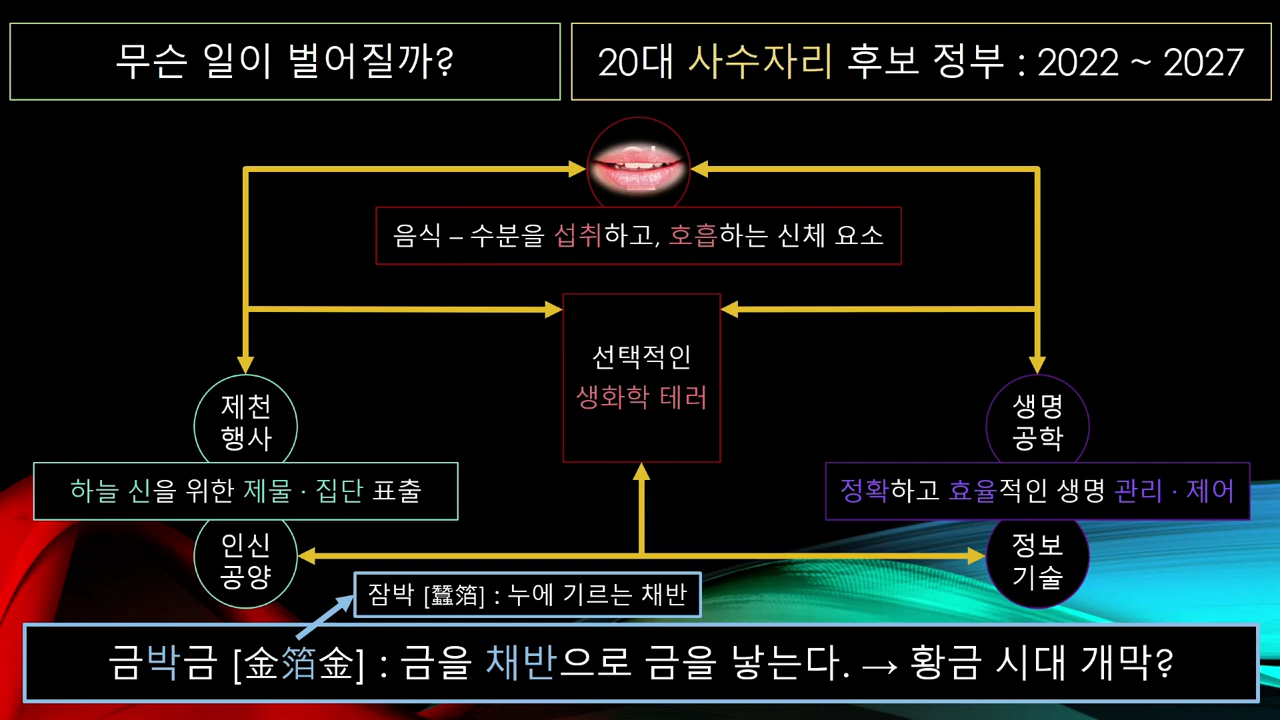 무슨 일이 벌어질까?
20대 사수자리 후보 정부 : 2022 ~ 2027
음식 – 수분을 섭취하고, 호흡하는 신체 요소
선택적인
생화학 테러
제천
행사
하늘 신을 위한 제물 · 집단 표출
인신
공양
생명
공학
정확하고 효율적인 생명 관리 · 제어
정보
기술
잠박 [蠶箔] : 누에 기르는 채반
금박금 [金箔金] : 금을 채반으로 금을 낳는다. → 황금 시대 개막?